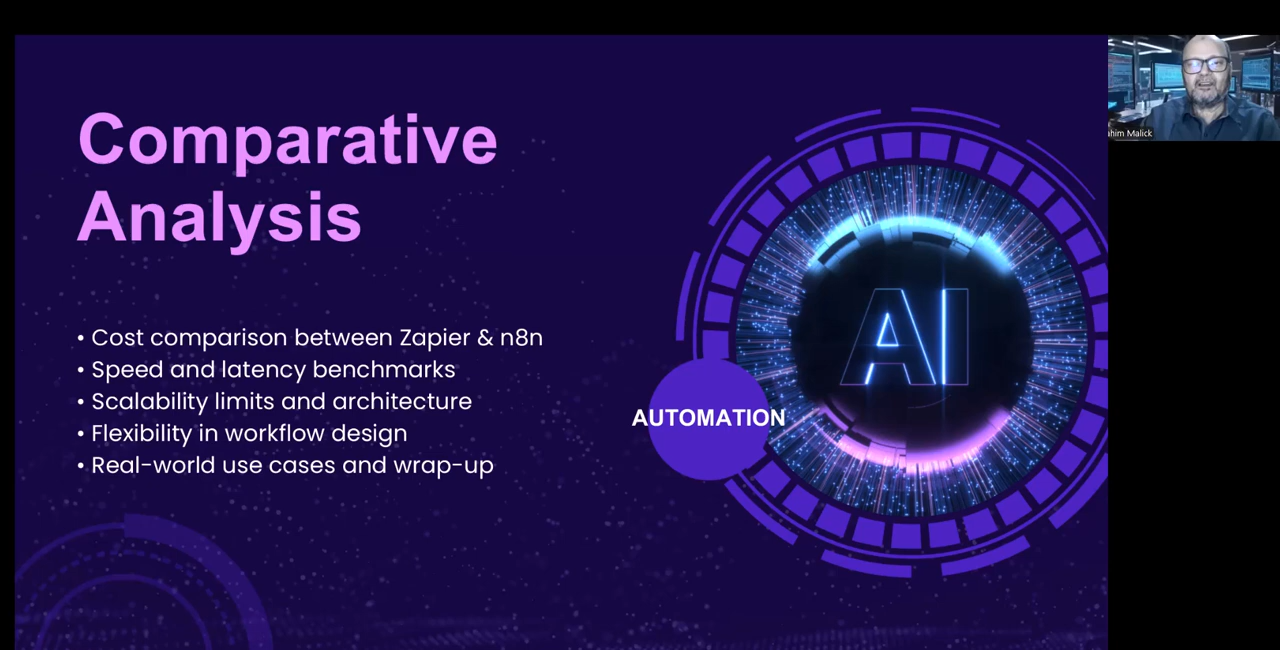 Comparative
Analysis
• Cost comparison between Zapier & n8n
• Speed and latency benchmarks
• Scalability limits and architecture
• Flexibility in workflow design
• Real-world use cases and wrap-up
AI
AUTOMATION
Malick